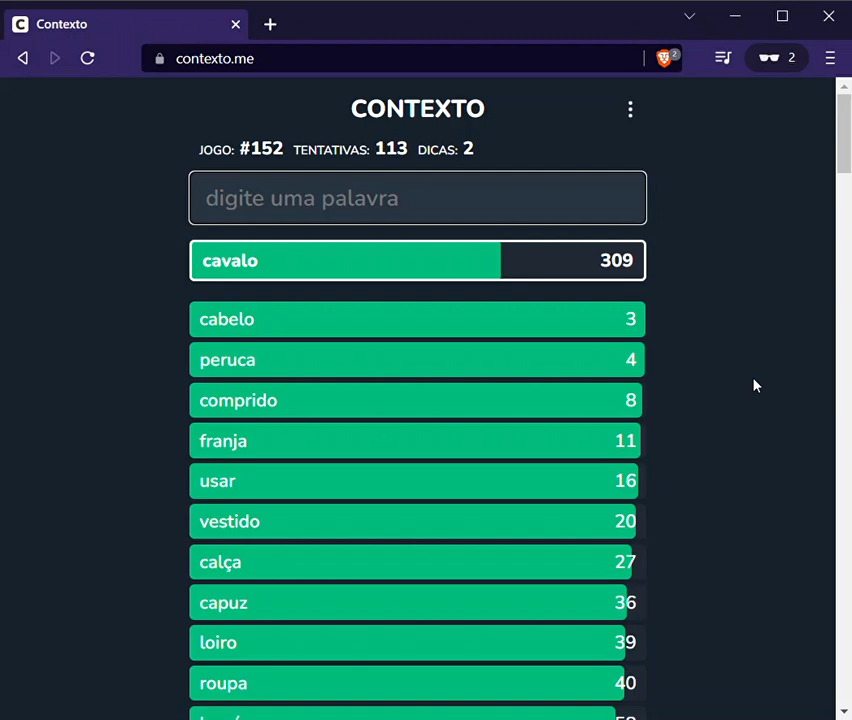 C Contexto
contexto.me
2
2
CONTEXTO
JOGO: #152 TENTATIVAS: 113 DICAS: 2
digite uma palavra
cavalo 309
cabelo 3
peruca 4
comprido 8
franja 11
usar 16
vestido 20
calça 27
capuz 36
loiro 39
roupa 40